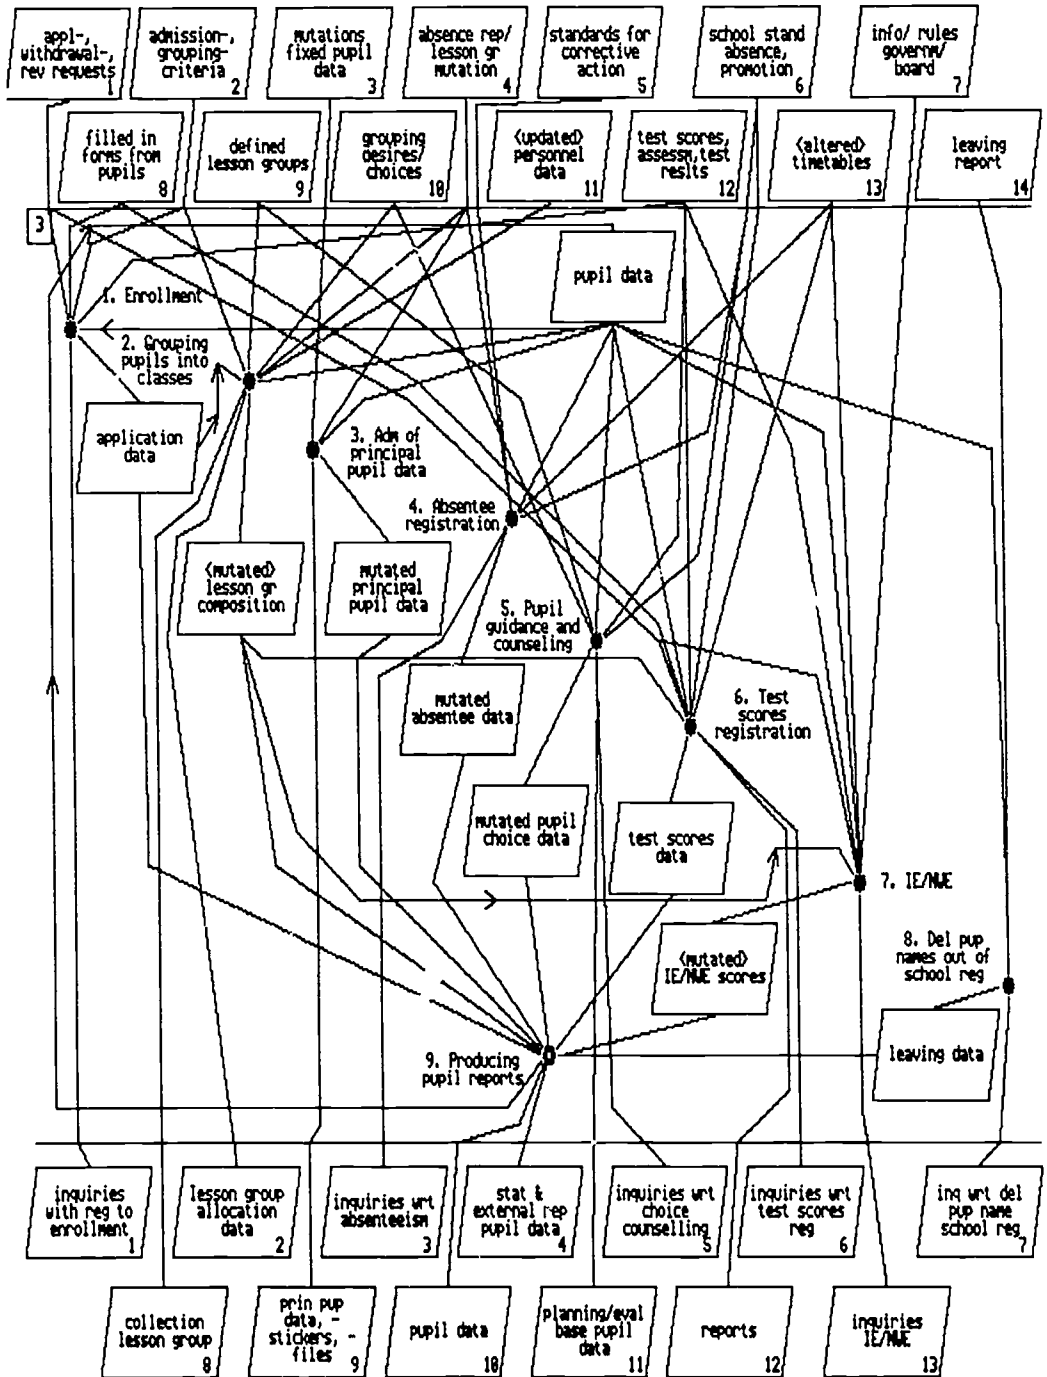 appl-,
withdrawal-,
rev requests
1
admission-,
grouping-
criteria
2
mutations
fixed pupil
data
3
absence rep/
lesson gr
mutation
4
standards for
corrective
action
5
school stand
absence,
promotion
6
info/ rules
governm/
board
7
filled in
forms from
pupils
8
defined
lesson groups
9
grouping
desires/
choices
10
<updated>
personnel
data
11
test scores,
assessm,test
reslts
12
<altered>
timetables
13
leaving
report
14
3
pupil data
1. Enrollment
2. Grouping
pupils into
classes
application
data
3. Adm of
principal
pupil data
4. Absentee
registration
<mutated>
lesson gr
composition
mutated
principal
pupil data
5. Pupil
guidance and
counseling
mutated
absentee data
6. Test
scores
registration
mutated pupil
choice data
test scores
data
7. IE/NWE
<mutated>
IE/NWE scores
8. Del pup
names out of
school reg
9. Producing
pupil reports
leaving data
inquiries
with reg to
enrollment
1
lesson group
allocation
data
2
inquiries wrt
absenteeism
3
stat &
external rep
pupil data
4
inquiries wrt
choice
counselling
5
inquiries wrt
test scores
reg
6
inq wrt del
pup name
school reg
7
collection
lesson group
8
prin pup
data, -
stickers, -
files
9
pupil data
10
planning/eval
base pupil
data
11
reports
12
inquiries
IE/NWE
13